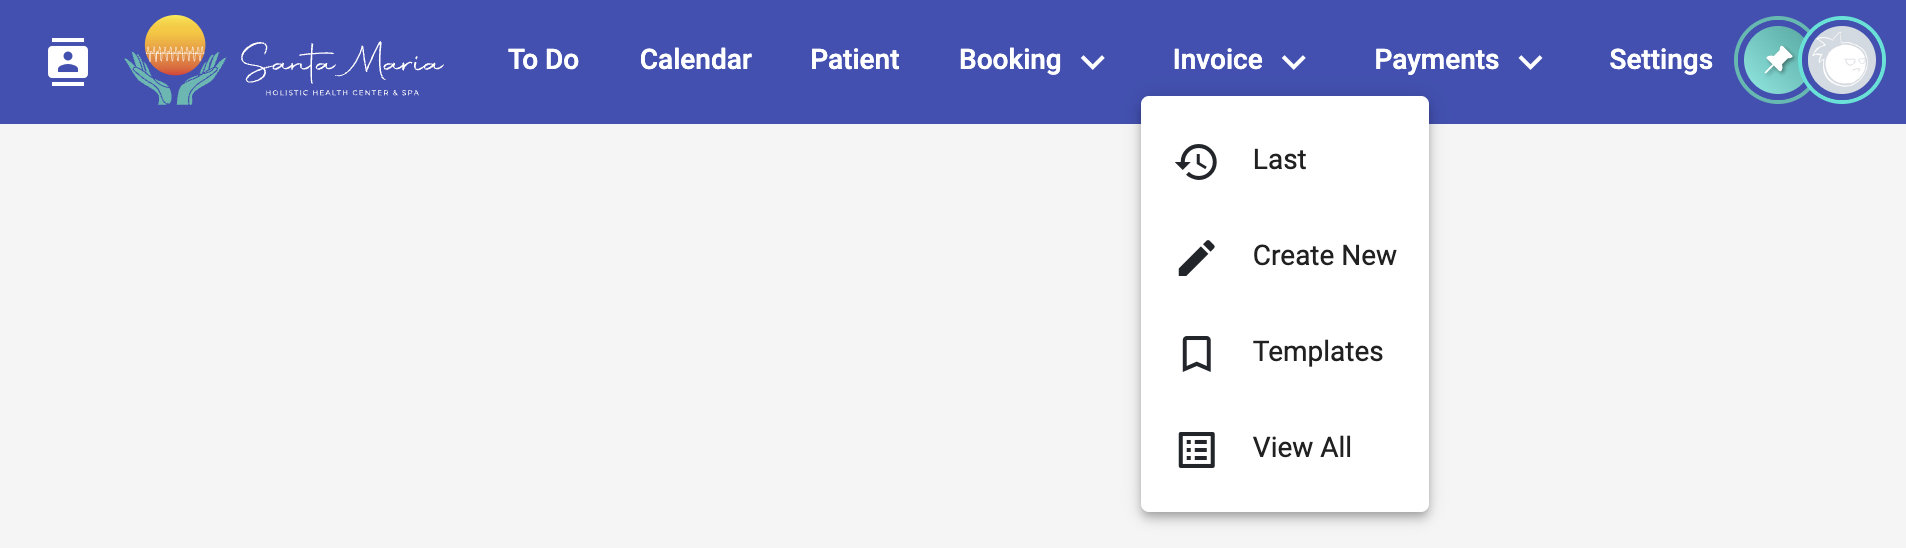 Santa Maria
HOLISTIC HEALTH CENTER & SPA
To Do
Calendar
Patient
Booking
Invoice
Payments
Settings
Last
Create New
Templates
View All